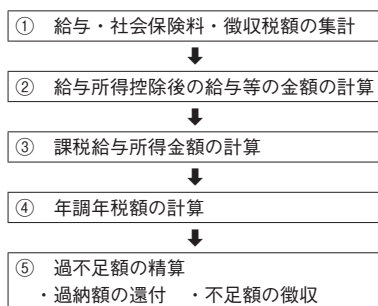 ① 給与・社会保険料・徴収税額の集計
② 給与所得控除後の給与等の金額の計算
③ 課税給与所得金額の計算
④ 年調年税額の計算
⑤ 過不足額の精算
・過納額の還付 ・不足額の徴収